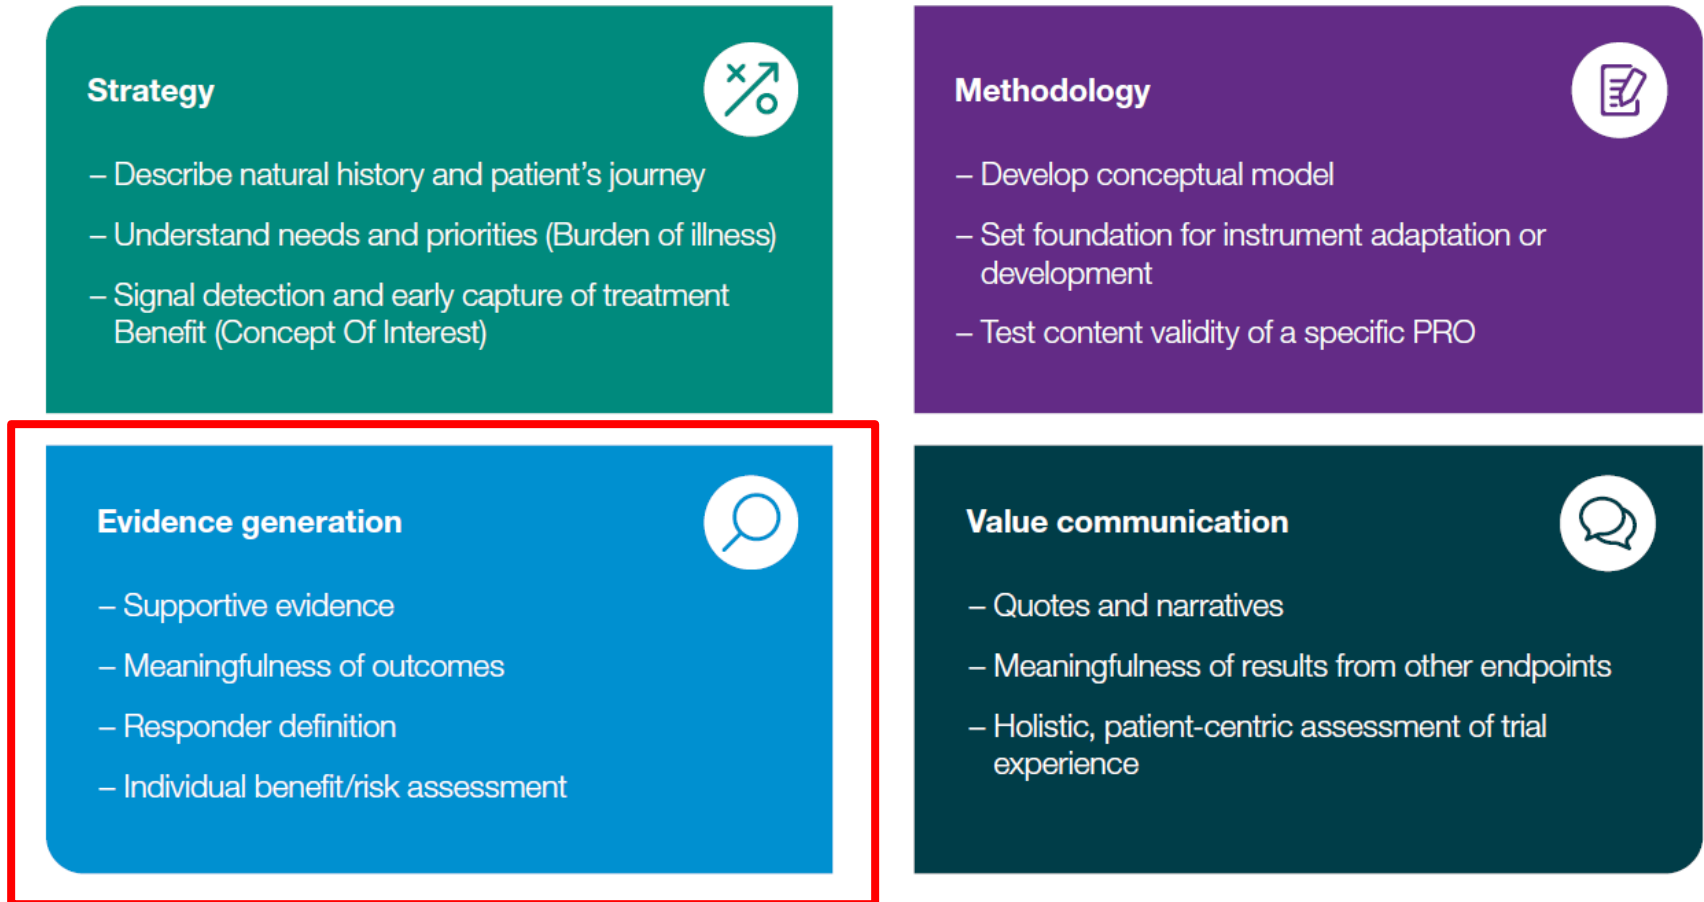 Strategy
– Describe natural history and patient's journey
– Understand needs and priorities (Burden of illness)
– Signal detection and early capture of treatment
Benefit (Concept Of Interest)
Methodology
– Develop conceptual model
– Set foundation for instrument adaptation or
development
– Test content validity of a specific PRO
Evidence generation
– Supportive evidence
– Meaningfulness of outcomes
– Responder definition
– Individual benefit/risk assessment
Value communication
– Quotes and narratives
– Meaningfulness of results from other endpoints
– Holistic, patient-centric assessment of trial
experience